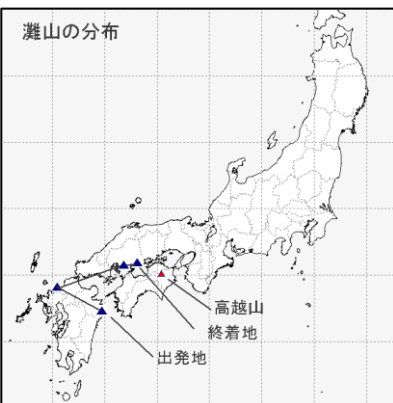 灘山の分布
高越山
終着地
出発地